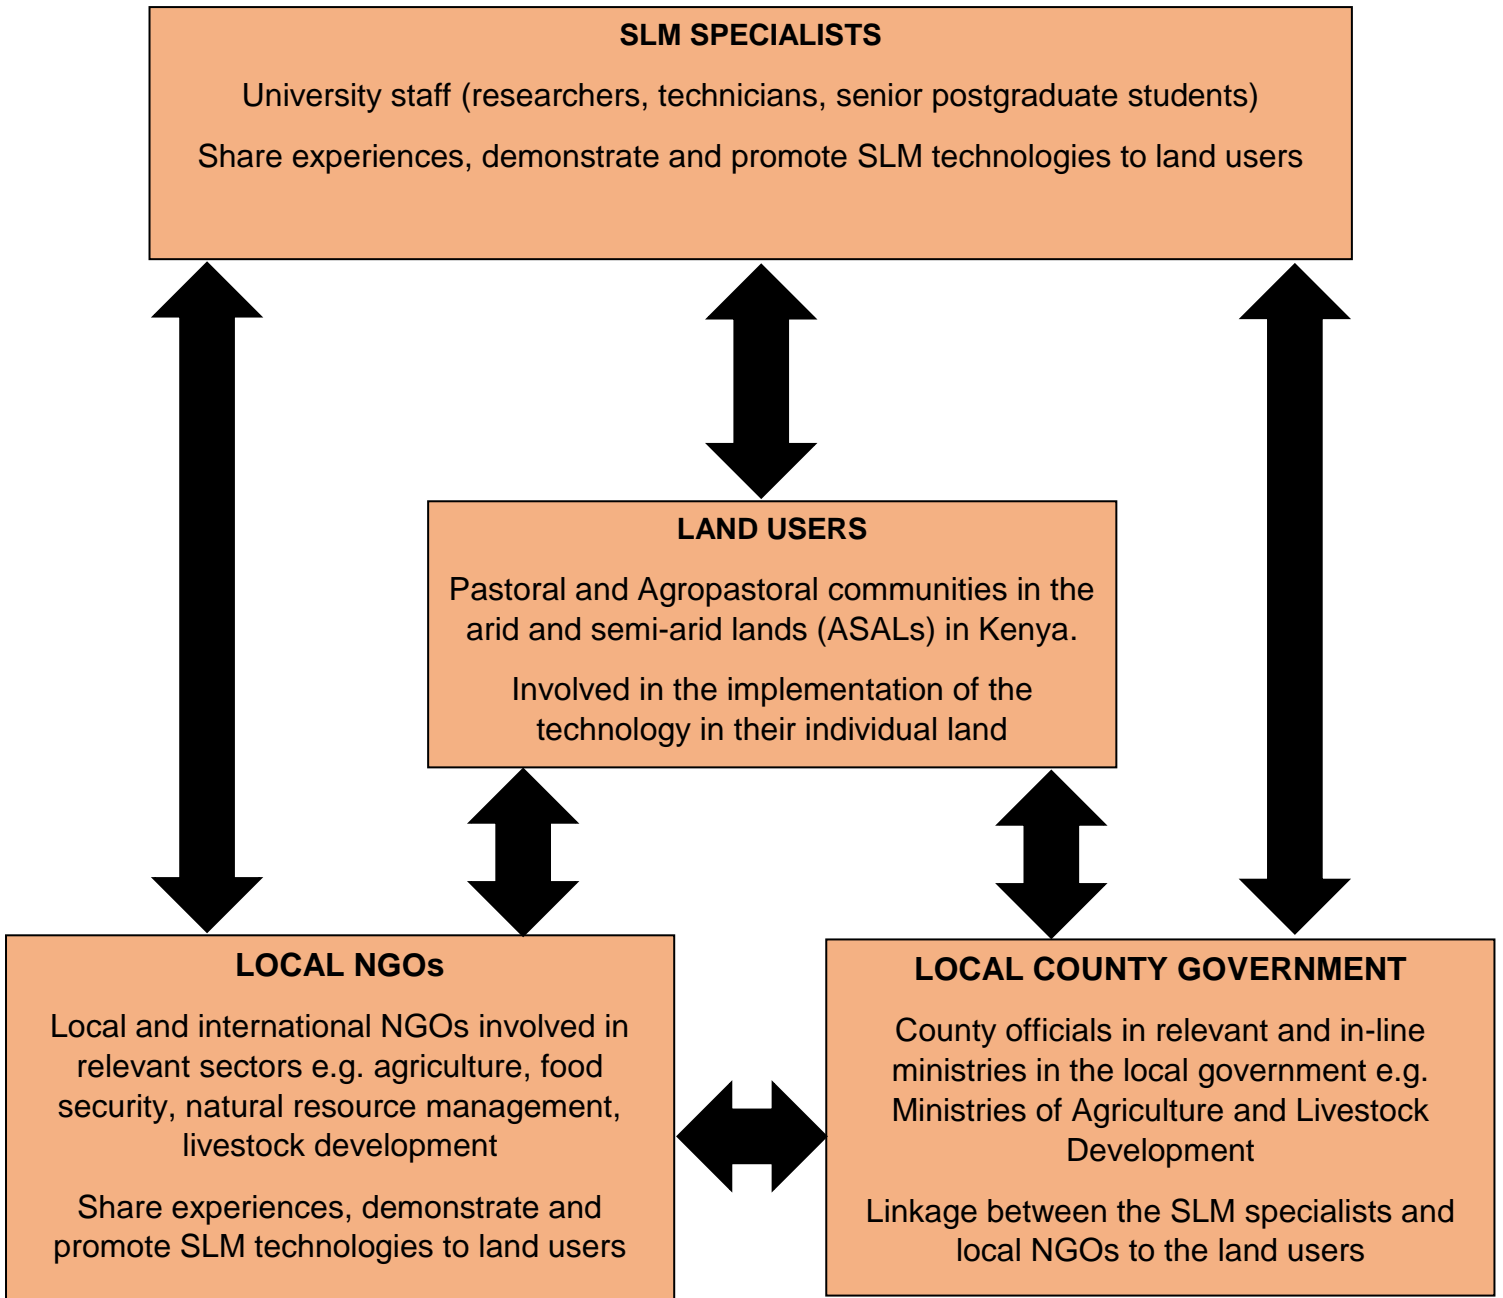 SLM SPECIALISTS
University staff (researchers, technicians, senior postgraduate students)
Share experiences, demonstrate and promote SLM technologies to land users
LAND USERS
Pastoral and Agropastoral communities in the
arid and semi-arid lands (ASALs) in Kenya.
Involved in the implementation of the
technology in their individual land
LOCAL NGOs
Local and international NGOs involved in
relevant sectors e.g. agriculture, food
security, natural resource management,
livestock development
Share experiences, demonstrate and
promote SLM technologies to land users
LOCAL COUNTY GOVERNMENT
County officials in relevant and in-line
ministries in the local government e.g.
Ministries of Agriculture and Livestock
Development
Linkage between the SLM specialists and
local NGOs to the land users